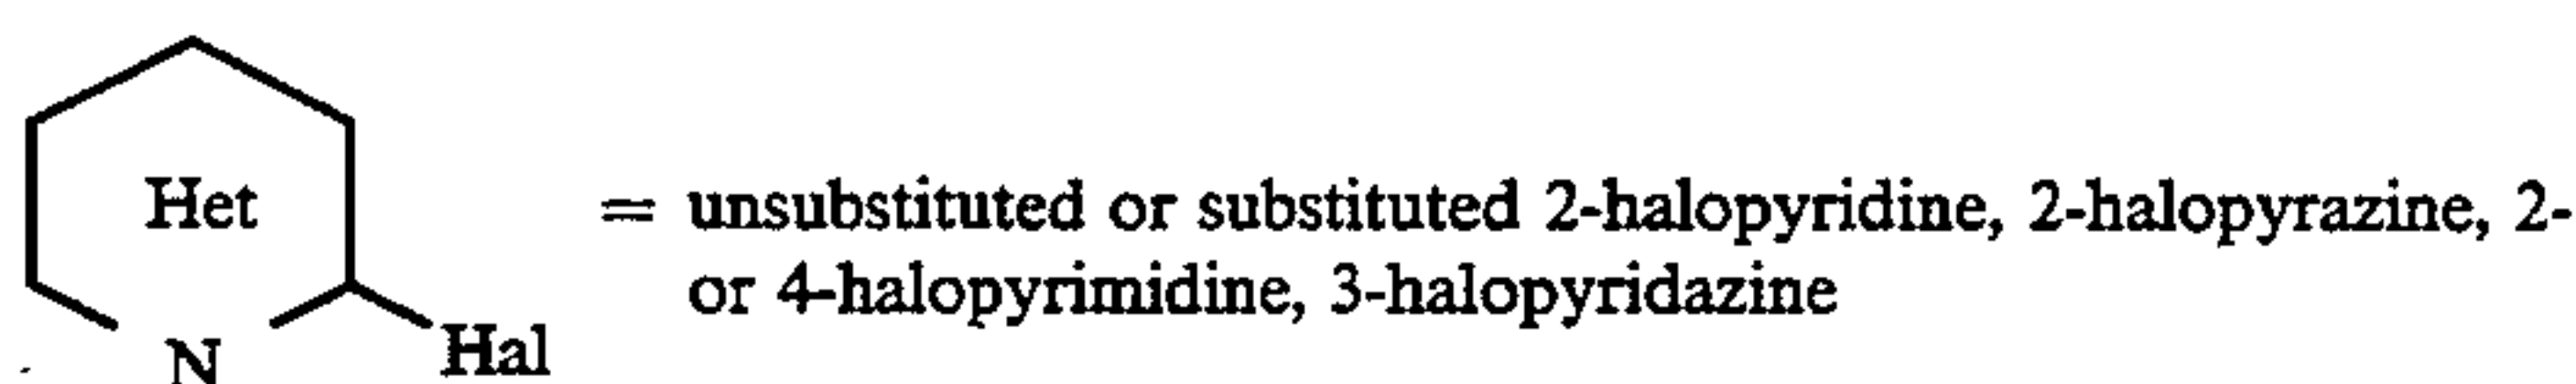 Het
= unsubstituted or substituted 2-halopyridine, 2-halopyrazine, 2-
or 4-halopyrimidine, 3-halopyridazine
N
Hal